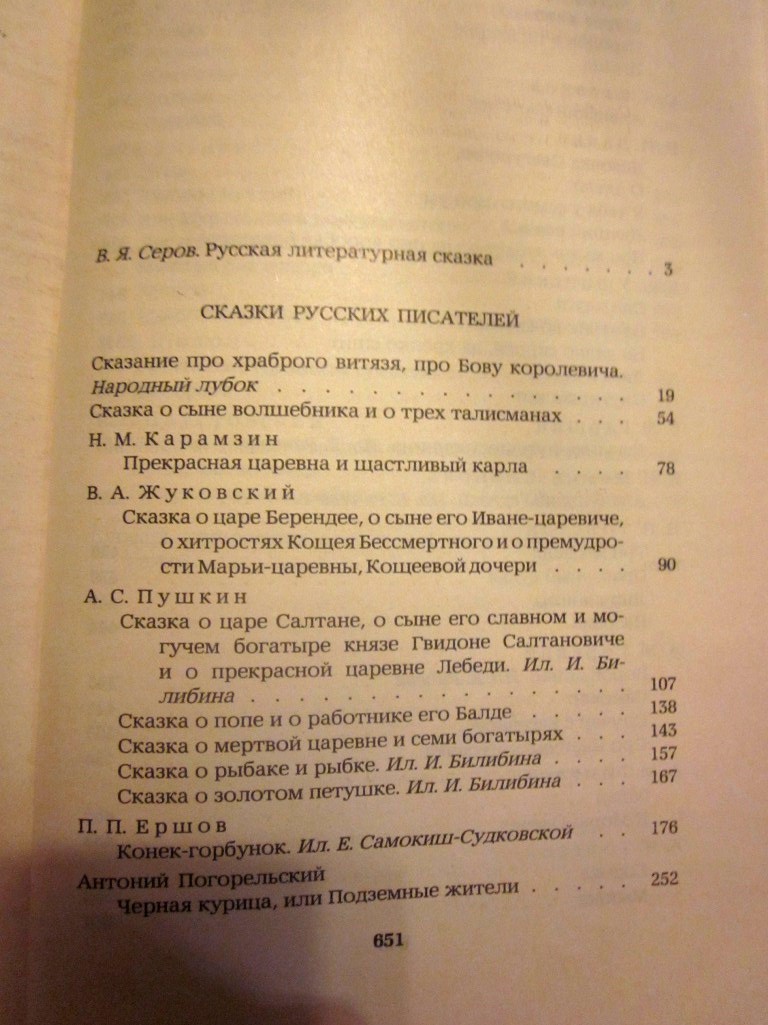 В. Я. Серов. Русская литературная сказка . . . . . . . 3
СКАЗКИ РУССКИХ ПИСАТЕЛЕЙ
Сказание про храброго витязя, про Бову королевича.
Народный лубок . . . . . . . . . . . . . . . . 19
Сказка о сыне волшебника и о трех талисманах . . . 54
Н. М. Карамзин
Прекрасная царевна и щастливый карла . . . . 78
В. А. Жуковский
Сказка о царе Берендее, о сыне его Иване-царевиче,
о хитростях Кощея Бессмертного и о премудро-
сти Марьи-царевны, Кощеевой дочери . . . . 90
А. С. Пушкин
Сказка о царе Салтане, о сыне его славном и мо-
гучем богатыре князе Гвидоне Салтановиче
и о прекрасной царевне Лебеди. Ил. И. Би-
либина . . . . . . . . . . . . . . . . . 107
Сказка о попе и о работнике его Балде . . . . . 138
Сказка о мертвой царевне и семи богатырях . . . 143
Сказка о рыбаке и рыбке. Ил. И. Билибина . . . . 157
Сказка о золотом петушке. Ил. И. Билибина . . . 167
П. П. Ершов
Конек-горбунок. Ил. Е. Самокиш-Судковской . . 176
Антоний Погорельский
Черная курица, или Подземные жители . . . . . 252
651